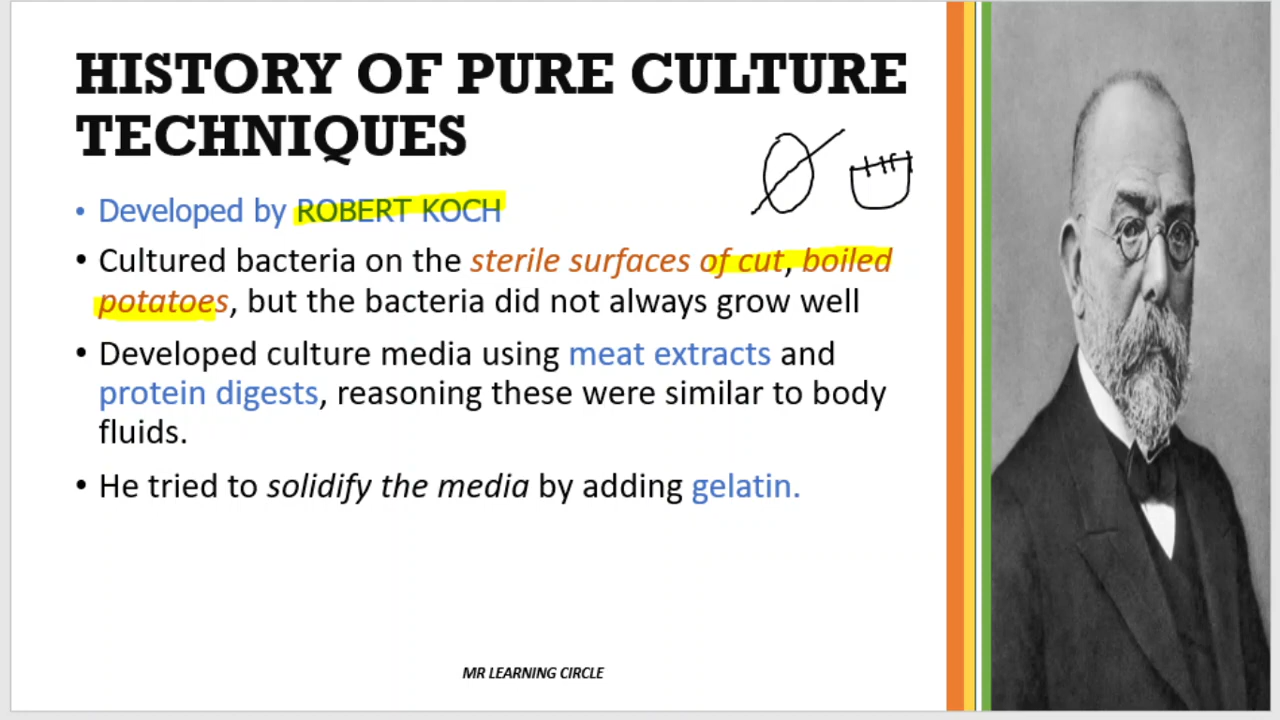 HISTORY OF PURE CULTURE
TECHNIQUES
• Developed by ROBERT KOCH
• Cultured bacteria on the sterile surfaces of cut, boiled
potatoes, but the bacteria did not always grow well
• Developed culture media using meat extracts and
protein digests, reasoning these were similar to body
fluids.
• He tried to solidify the media by adding gelatin.
MR LEARNING CIRCLE